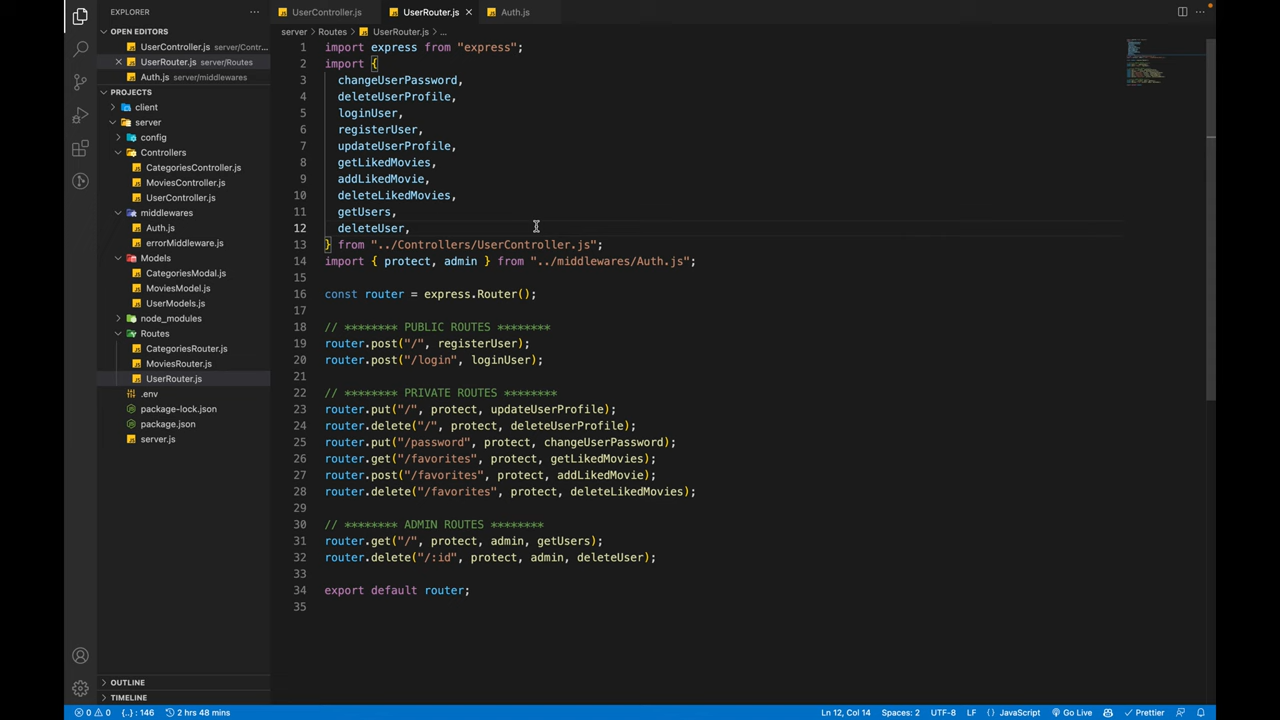 EXPLORER
OPEN EDITORS
UserController.js server/Contr...
UserRouter.js server/Routes
Auth.js server/middlewares
PROJECTS
client
server
config
Controllers
CategoriesController.js
MoviesController.js
UserController.js
middlewares
Auth.js
errorMiddleware.js
Models
CategoriesModal.js
MoviesModel.js
UserModels.js
node_modules
Routes
CategoriesRouter.js
MoviesRouter.js
UserRouter.js
.env
package-lock.json
package.json
server.js
OUTLINE
TIMELINE
UserController.js UserRouter.js Auth.js
server > Routes > UserRouter.js > ...
1 import express from "express";
2 import {
3 changeUserPassword,
4 deleteUserProfile,
5 loginUser,
6 registerUser,
7 updateUserProfile,
8 getLikedMovies,
9 addLikedMovie,
10 deleteLikedMovies,
11 getUsers,
12 deleteUser,
13 } from "../Controllers/UserController.js";
14 import { protect, admin } from "../middlewares/Auth.js";
15
16 const router = express.Router();
17
18 // ******** PUBLIC ROUTES ********
19 router.post("/", registerUser);
20 router.post("/login", loginUser);
21
22 // ******** PRIVATE ROUTES ********
23 router.put("/", protect, updateUserProfile);
24 router.delete("/", protect, deleteUserProfile);
25 router.put("/password", protect, changeUserPassword);
26 router.get("/favorites", protect, getLikedMovies);
27 router.post("/favorites", protect, addLikedMovie);
28 router.delete("/favorites", protect, deleteLikedMovies);
29
30 // ******** ADMIN ROUTES ********
31 router.get("/", protect, admin, getUsers);
32 router.delete("/:id", protect, admin, deleteUser);
33
34 export default router;
35
0 0 {..} : 146 2 hrs 48 mins Ln 12, Col 14 Spaces: 2 UTF-8 LF JavaScript Go Live Prettier